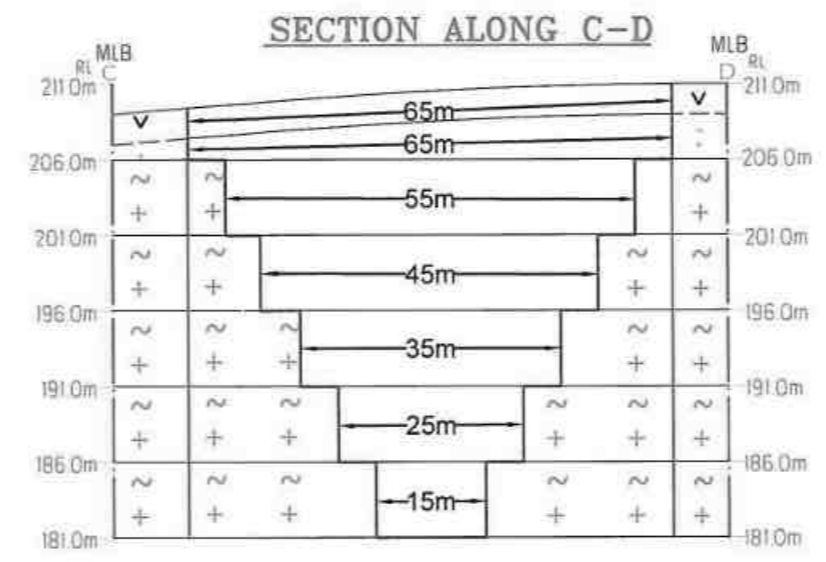 SECTION ALONG C-D
MLB MLB
RL C D RL
211.0m 211.0m
V V
65m
65m
206.0m 206.0m
~ ~ ~
+ + 55m +
201.0m 201.0m
~ ~ ~ ~
+ + 45m + +
196.0m 196.0m
~ ~ ~ ~ ~
+ + + 35m + +
191.0m 191.0m
~ ~ ~ ~ ~ ~
+ + + 25m + + +
186.0m 186.0m
~ ~ ~ ~ ~ ~
+ + + 15m + + +
181.0m 181.0m